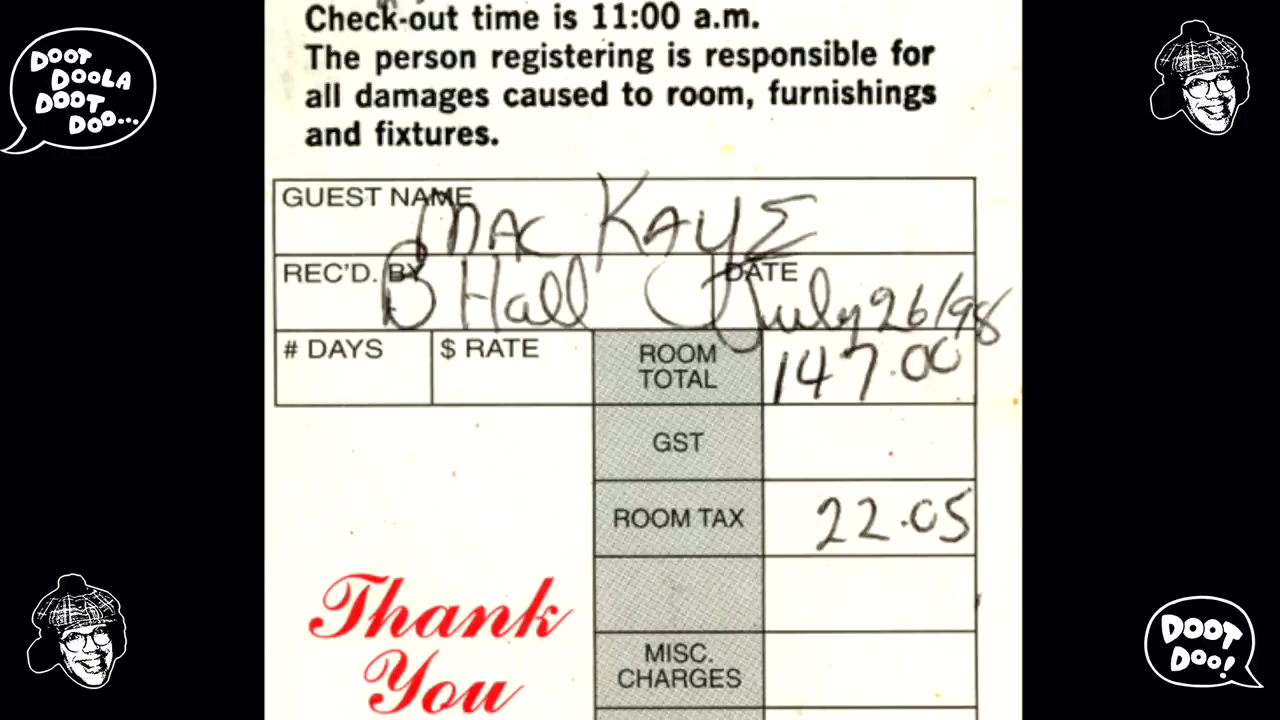 DOOT
DOOLA
DOOT
DOO...
Check-out time is 11:00 a.m.
The person registering is responsible for
all damages caused to room, furnishings
and fixtures.
GUEST NAME
MAC KAYE
REC'D. BY
B Hall
DATE
July 26/98
# DAYS
$ RATE
ROOM
TOTAL
147.00
GST
ROOM TAX
22.05
MISC.
CHARGES
Thank
You
DOOT
DOO!